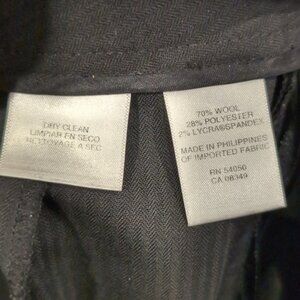 DRY CLEAN
LIMPIAR EN SECO
NETTOYAGE A SEC
70% WOOL
28% POLYESTER
2% LYCRA®SPANDEX
MADE IN PHILIPPINES
OF IMPORTED FABRIC
RN 54050
CA 08349